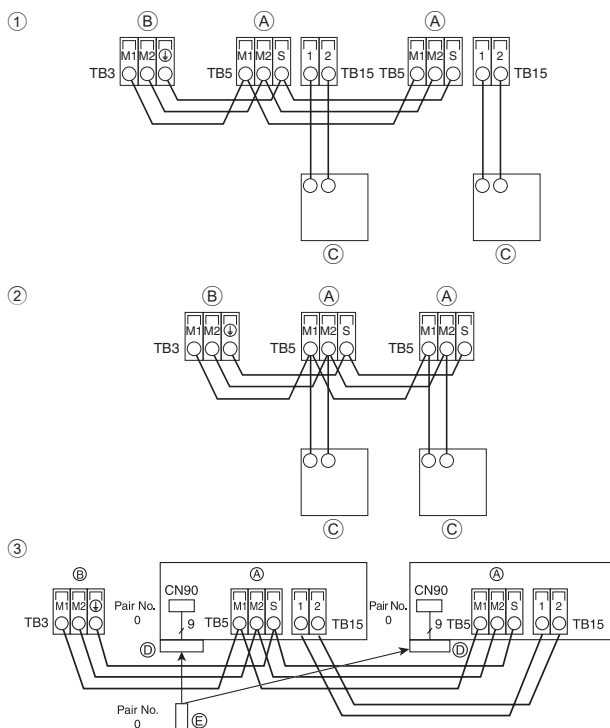 ①
Ⓑ Ⓐ Ⓐ
M1 M2 ⏚ M1 M2 S 1 2 M1 M2 S 1 2
TB3 TB5 TB15 TB5 TB15
Ⓒ Ⓒ
②
Ⓑ Ⓐ Ⓐ
M1 M2 ⏚ M1 M2 S M1 M2 S
TB3 TB5 TB5
Ⓒ Ⓒ
③
Ⓑ CN90 Ⓐ CN90 Ⓐ
M1 M2 ⏚ Pair No. M1 M2 S 1 2 Pair No. M1 M2 S 1 2
TB3 0 9 TB5 TB15 0 9 TB5 TB15
Ⓓ Ⓓ
Pair No.
0 Ⓔ